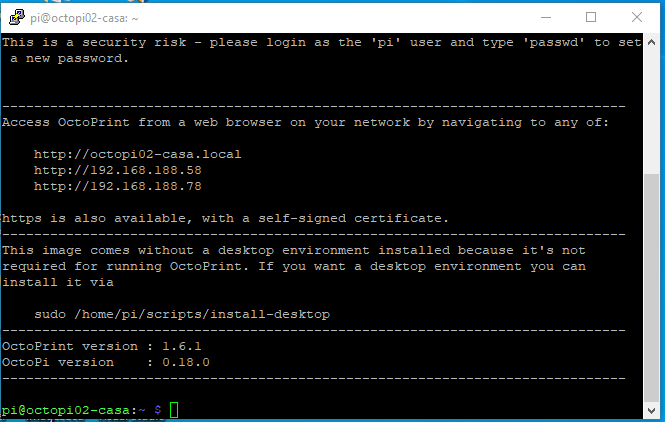 pi@octopi02-casa: ~
This is a security risk - please login as the 'pi' user and type 'passwd' to set
a new password.
------------------------------------------------------------------------------
Access OctoPrint from a web browser on your network by navigating to any of:
http://octopi02-casa.local
http://192.168.188.58
http://192.168.188.78
https is also available, with a self-signed certificate.
------------------------------------------------------------------------------
This image comes without a desktop environment installed because it's not
required for running OctoPrint. If you want a desktop environment you can
install it via
sudo /home/pi/scripts/install-desktop
------------------------------------------------------------------------------
OctoPrint version : 1.6.1
OctoPi version    : 0.18.0
------------------------------------------------------------------------------
pi@octopi02-casa:~ $